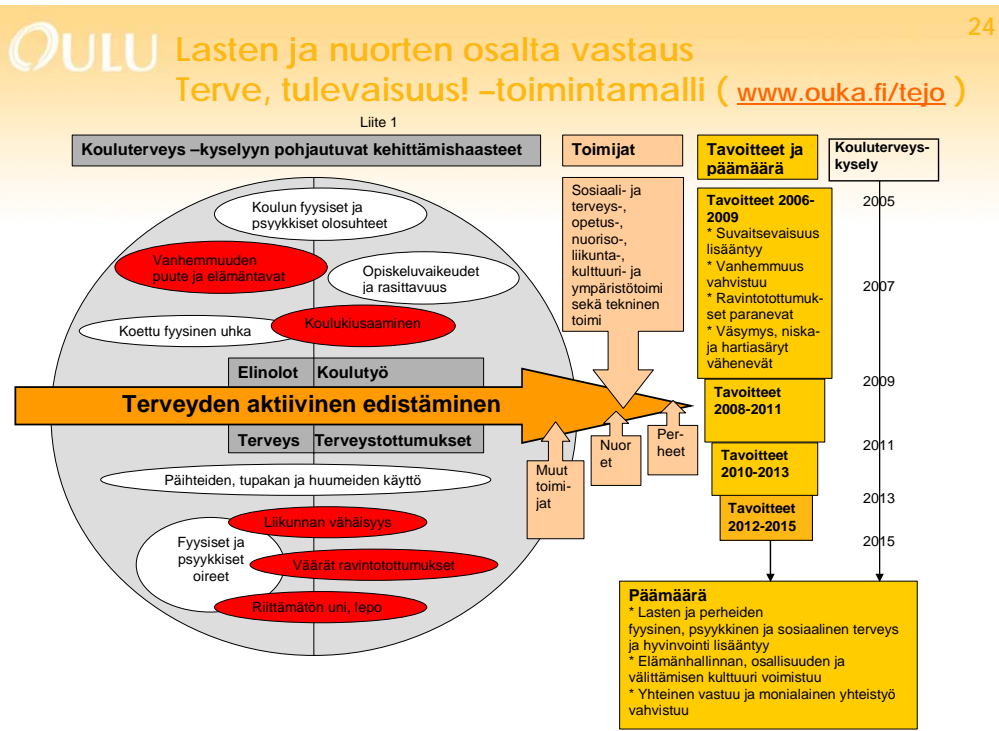 24
OULU
Lasten ja nuorten osalta vastaus
Terve, tulevaisuus! –toimintamalli ( www.ouka.fi/tejo )
Liite 1
Kouluterveys –kyselyyn pohjautuvat kehittämishaasteet
Koulun fyysiset ja
psyykkiset olosuhteet
Vanhemmuuden
puute ja elämäntavat
Opiskeluvaikeudet
ja rasittavuus
Koettu fyysinen uhka
Koulukiusaaminen
Elinolot
Koulutyö
Terveyden aktiivinen edistäminen
Terveys
Terveystottumukset
Päihteiden, tupakan ja huumeiden käyttö
Liikunnan vähäisyys
Fyysiset ja
psyykkiset
oireet
Väärät ravintotottumukset
Riittämätön uni, lepo
Toimijat
Sosiaali- ja
terveys-,
opetus-,
nuoriso-,
liikunta-,
kulttuuri- ja
ympäristötoimi
sekä tekninen
toimi
Muut
toimi-
jat
Nuor
et
Per-
heet
Tavoitteet ja
päämäärä
Tavoitteet 2006-
2009
* Suvaitsevaisuus
lisääntyy
* Vanhemmuus
vahvistuu
* Ravintotottumuk-
set paranevat
* Väsymys, niska-
ja hartiasäryt
vähenevät
Tavoitteet
2008-2011
Tavoitteet
2010-2013
Tavoitteet
2012-2015
Kouluterveys-
kysely
2005
2007
2009
2011
2013
2015
Päämäärä
* Lasten ja perheiden
fyysinen, psyykkinen ja sosiaalinen terveys
ja hyvinvointi lisääntyy
* Elämänhallinnan, osallisuuden ja
välittämisen kulttuuri voimistuu
* Yhteinen vastuu ja monialainen yhteistyö
vahvistuu